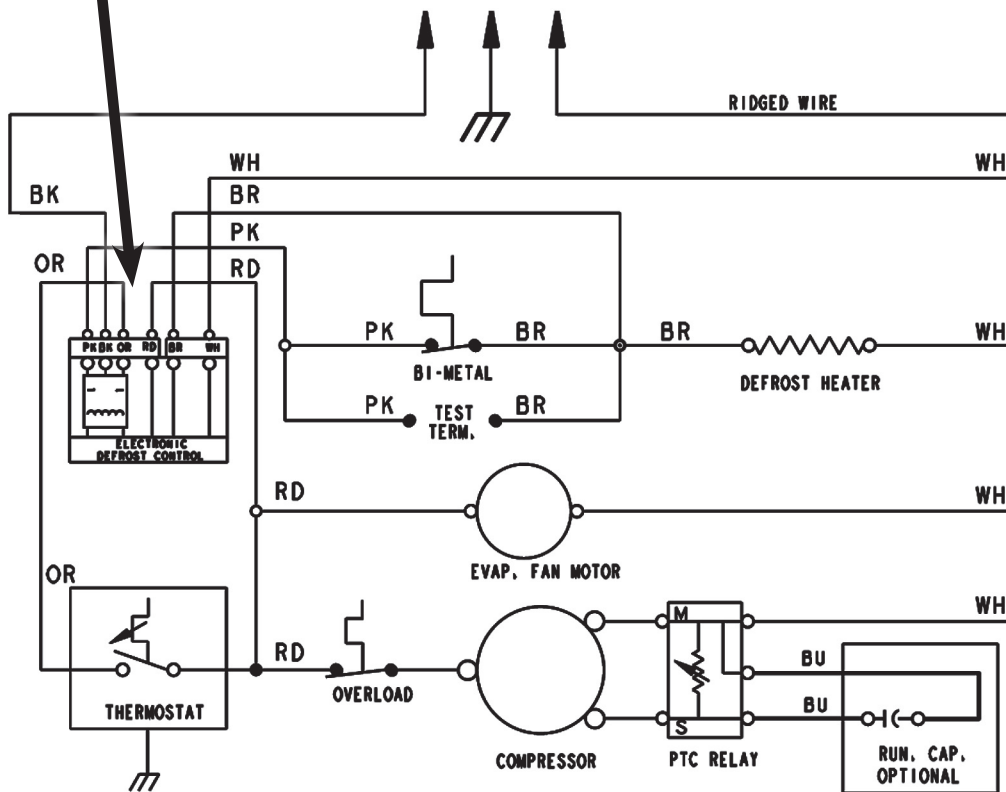 RIDGED WIRE
WH WH
BK BR
PK
OR RD
PK BK OR RD BR WH
PK BR BR WH
BI-METAL
DEFROST HEATER
PK TEST BR
TERM.
ELECTRONIC
DEFROST CONTROL
RD WH
EVAP. FAN MOTOR
OR
M WH
RD BU
OVERLOAD
THERMOSTAT
BU
S
COMPRESSOR PTC RELAY RUN. CAP.
OPTIONAL